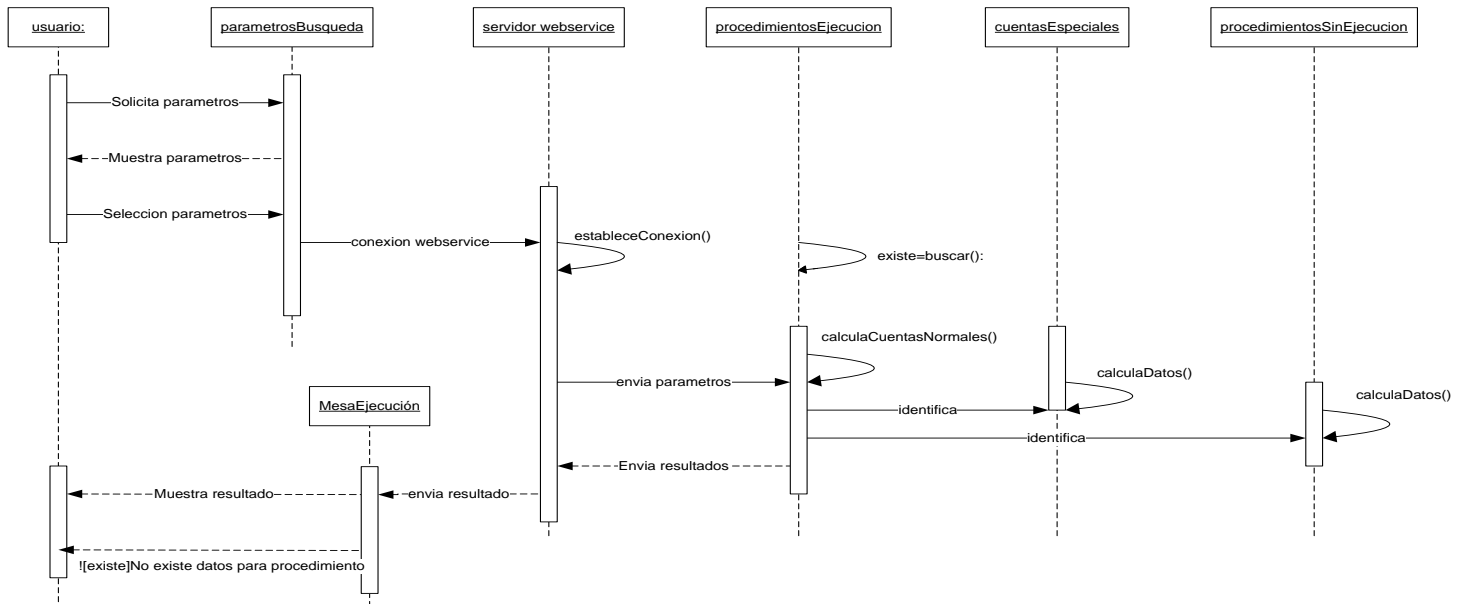 usuario:
parametrosBusqueda
servidor webservice
procedimientosEjecucion
cuentasEspeciales
procedimientosSinEjecucion
Solicita parametros
Muestra parametros
Seleccion parametros
conexion webservice
estableceConexion()
existe=buscar():
calculaCuentasNormales()
envia parametros
calculaDatos()
calculaDatos()
MesaEjecución
identifica
identifica
Envia resultados
Muestra resultado
envia resultado
![existe]No existe datos para procedimiento